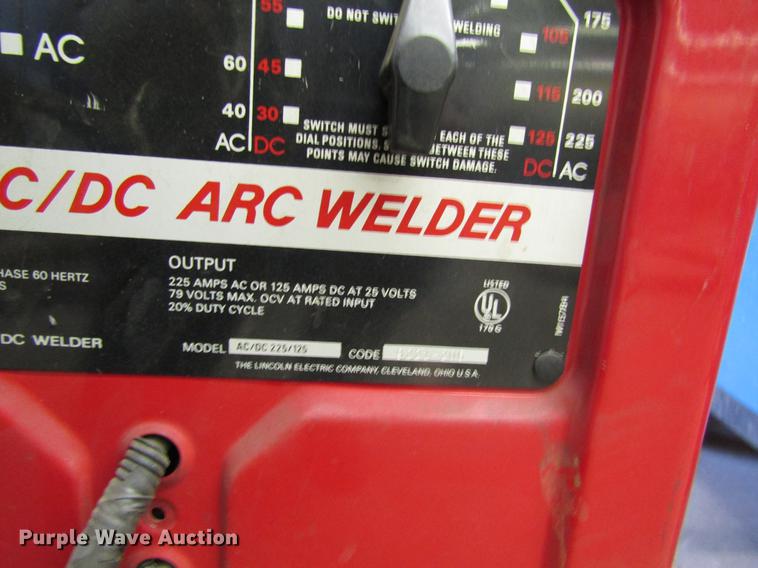 55
DO NOT SWITCH WELDING
175
AC
105
60 45
115 200
40 30
SWITCH MUST EACH OF THE
125 225
DIAL POSITIONS, BETWEEN THESE
AC DC
POINTS MAY CAUSE SWITCH DAMAGE.
DC AC
C/DC ARC WELDER
HASE 60 HERTZ
S
OUTPUT
225 AMPS AC OR 125 AMPS DC AT 25 VOLTS
79 VOLTS MAX. OCV AT RATED INPUT
20% DUTY CYCLE
LISTED
UL
178 G
DC WELDER
MODEL AC/DC 225/125 CODE
THE LINCOLN ELECTRIC COMPANY, CLEVELAND, OHIO U.S.A.
Purple Wave Auction